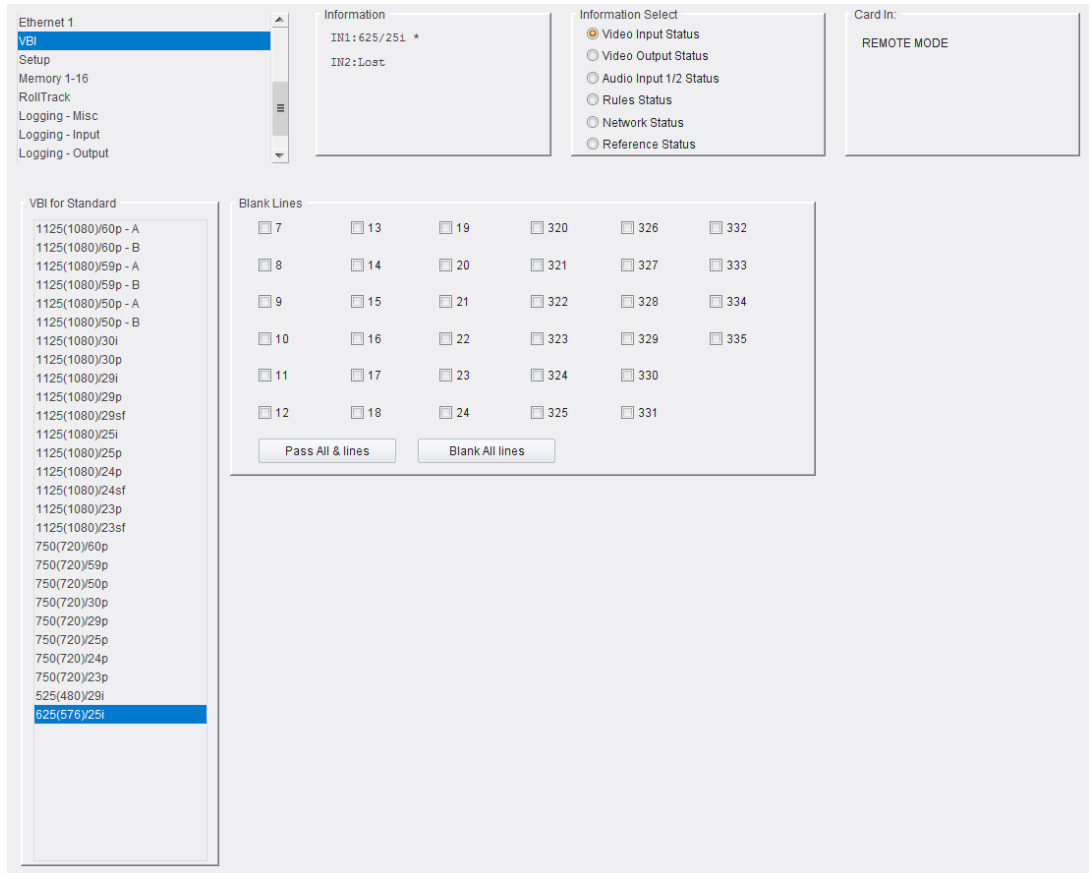 Ethernet 1
VBI
Setup
Memory 1-16
RollTrack
Logging - Misc
Logging - Input
Logging - Output
Information
IN1:625/25i *
IN2:Lost
Information Select
Video Input Status
Video Output Status
Audio Input 1/2 Status
Rules Status
Network Status
Reference Status
Card In:
REMOTE MODE
VBI for Standard
1125(1080)/60p - A
1125(1080)/60p - B
1125(1080)/59p - A
1125(1080)/59p - B
1125(1080)/50p - A
1125(1080)/50p - B
1125(1080)/30i
1125(1080)/30p
1125(1080)/29i
1125(1080)/29p
1125(1080)/29sf
1125(1080)/25i
1125(1080)/25p
1125(1080)/24p
1125(1080)/24sf
1125(1080)/23p
1125(1080)/23sf
750(720)/60p
750(720)/59p
750(720)/50p
750(720)/30p
750(720)/29p
750(720)/25p
750(720)/24p
750(720)/23p
525(480)/29i
625(576)/25i
Blank Lines
7 13 19 320 326 332
8 14 20 321 327 333
9 15 21 322 328 334
10 16 22 323 329 335
11 17 23 324 330
12 18 24 325 331
Pass All & lines Blank All lines